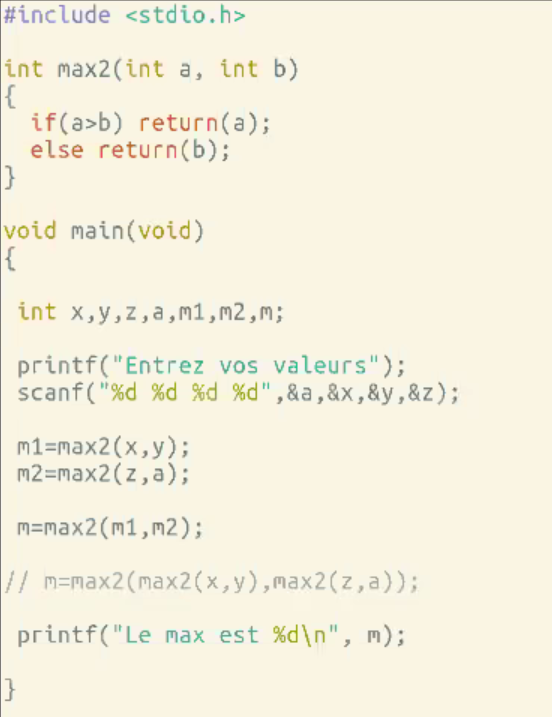 #include <stdio.h>
int max2(int a, int b)
{
if(a>b) return(a);
else return(b);
}
void main(void)
{
int x,y,z,a,m1,m2,m;
printf("Entrez vos valeurs");
scanf("%d %d %d %d",&a,&x,&y,&z);
m1=max2(x,y);
m2=max2(z,a);
m=max2(m1,m2);
// m=max2(max2(x,y),max2(z,a));
printf("Le max est %d\n", m);
}